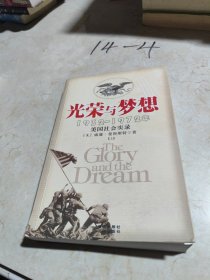 14-4
光荣与梦想
1932-1972年
美国社会实录
The
Glory
and the
Dream